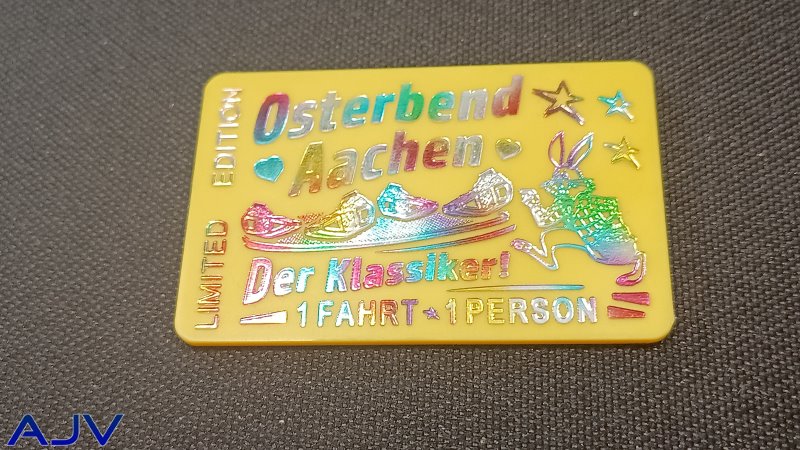 LIMITED EDITION
Osterbend
Aachen
Der Klassiker!
1 FAHRT ★ 1 PERSON
AJV